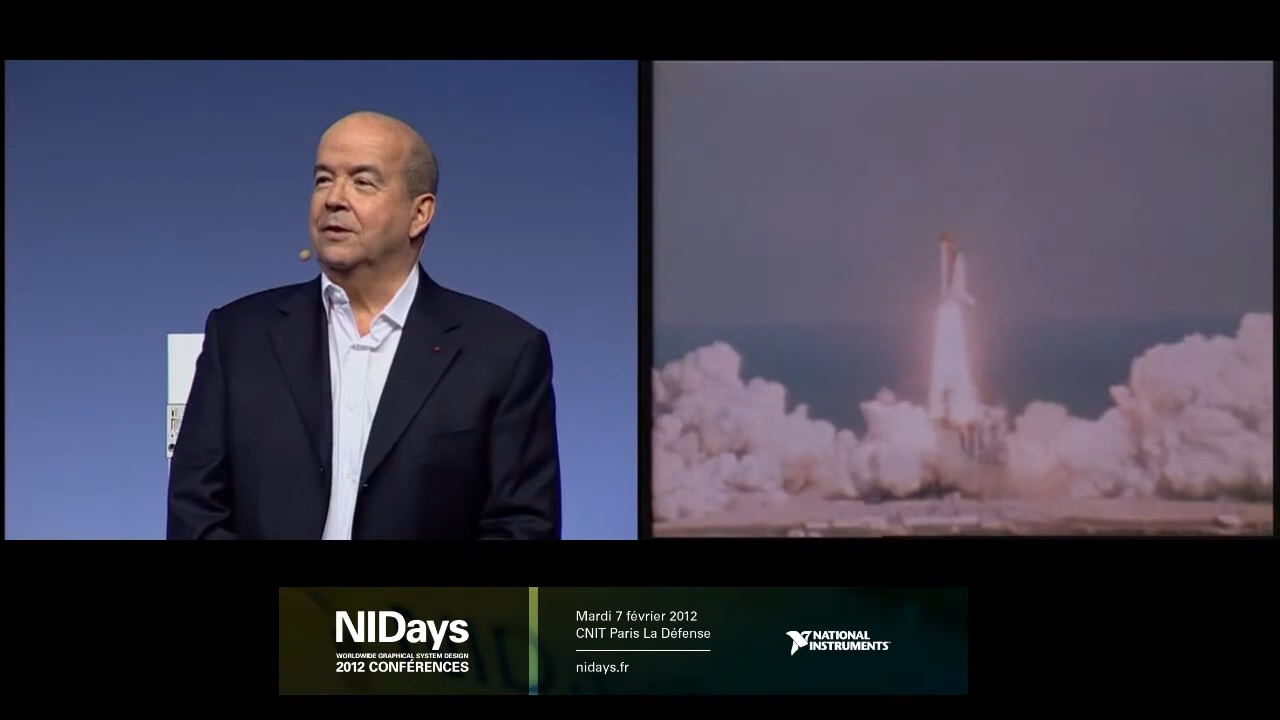 NIDays
WORLDWIDE GRAPHICAL SYSTEM DESIGN
2012 CONFÉRENCES
Mardi 7 février 2012
CNIT Paris La Défense
nidays.fr
NATIONAL
INSTRUMENTS